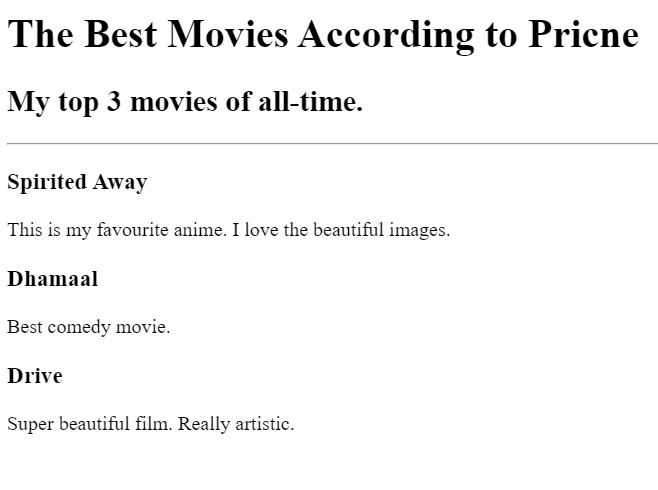 The Best Movies According to Pricne
My top 3 movies of all-time.
Spirited Away
This is my favourite anime. I love the beautiful images.
Dhamaal
Best comedy movie.
Drive
Super beautiful film. Really artistic.